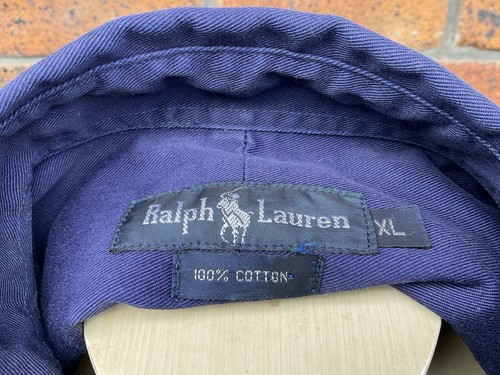 Ralph Lauren XL
100% COTTON